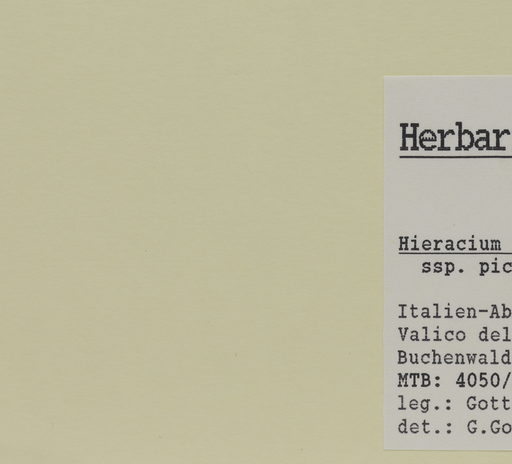 Herbar
Hieracium
ssp. pic
Italien-Ab
Valico del
Buchenwald
MTB: 4050/
leg.: Gott
det.: G.Go